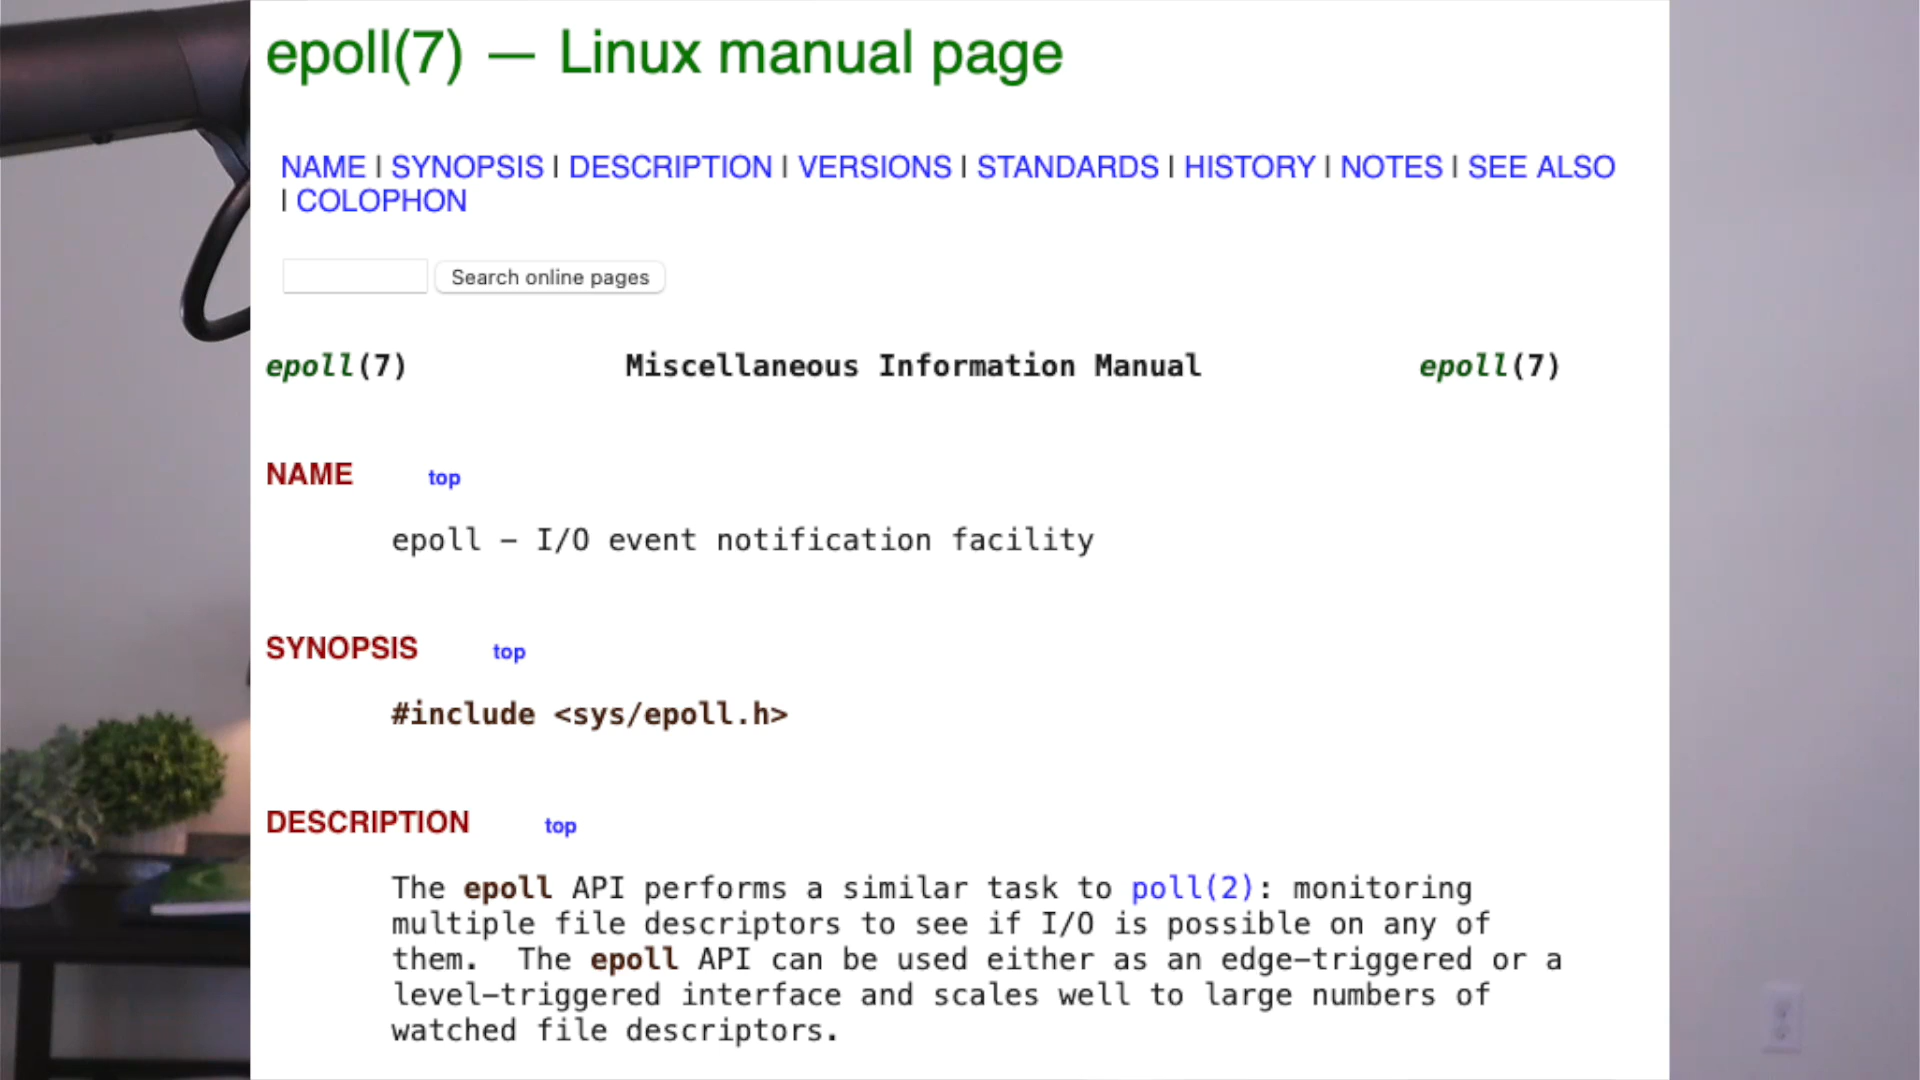 epoll(7) — Linux manual page
NAME | SYNOPSIS | DESCRIPTION | VERSIONS | STANDARDS | HISTORY | NOTES | SEE ALSO
| COLOPHON
Search online pages
epoll(7) Miscellaneous Information Manual epoll(7)
NAME top
epoll - I/O event notification facility
SYNOPSIS top
#include <sys/epoll.h>
DESCRIPTION top
The epoll API performs a similar task to poll(2): monitoring
multiple file descriptors to see if I/O is possible on any of
them. The epoll API can be used either as an edge-triggered or a
level-triggered interface and scales well to large numbers of
watched file descriptors.